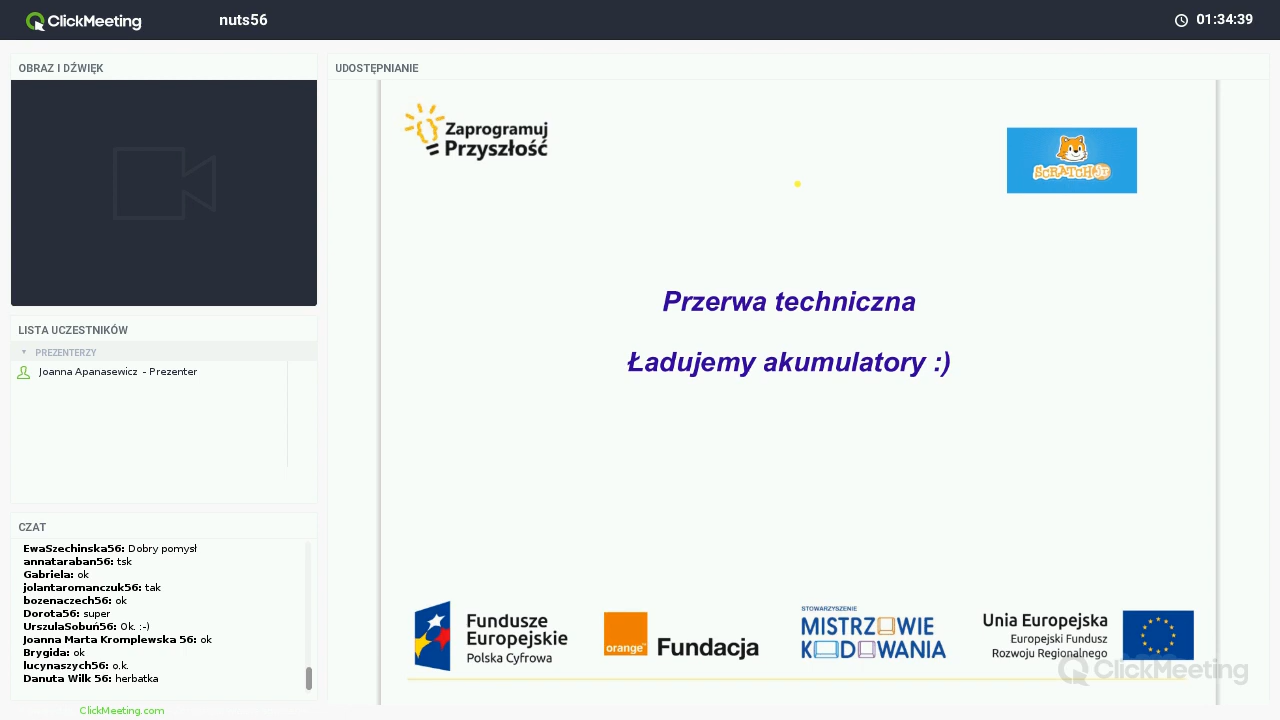 ClickMeeting
nuts56
01:34:39
OBRAZ I DŹWIĘK
UDOSTĘPNIANIE
Zaprogramuj
Przyszłość
SCRATCH Jr
Przerwa techniczna
Ładujemy akumulatory :)
LISTA UCZESTNIKÓW
PREZENTERZY
Joanna Apanasewicz - Prezenter
CZAT
EwaSzechinska56: Dobry pomysł
annataraban56: tsk
Gabriela: ok
jolantaromanczuk56: tak
bozenaczech56: ok
Dorota56: super
UrszulaSobuń56: Ok. :-)
Joanna Marta Kromplewska 56: ok
Brygida: ok
lucynaszych56: o.k.
Danuta Wilk 56: herbatka
Fundusze
Europejskie
Polska Cyfrowa
orange™
Fundacja
STOWARZYSZENIE
MISTRZOWIE
KODOWANIA
Unia Europejska
Europejski Fundusz
Rozwoju Regionalnego
ClickMeeting
ClickMeeting.com